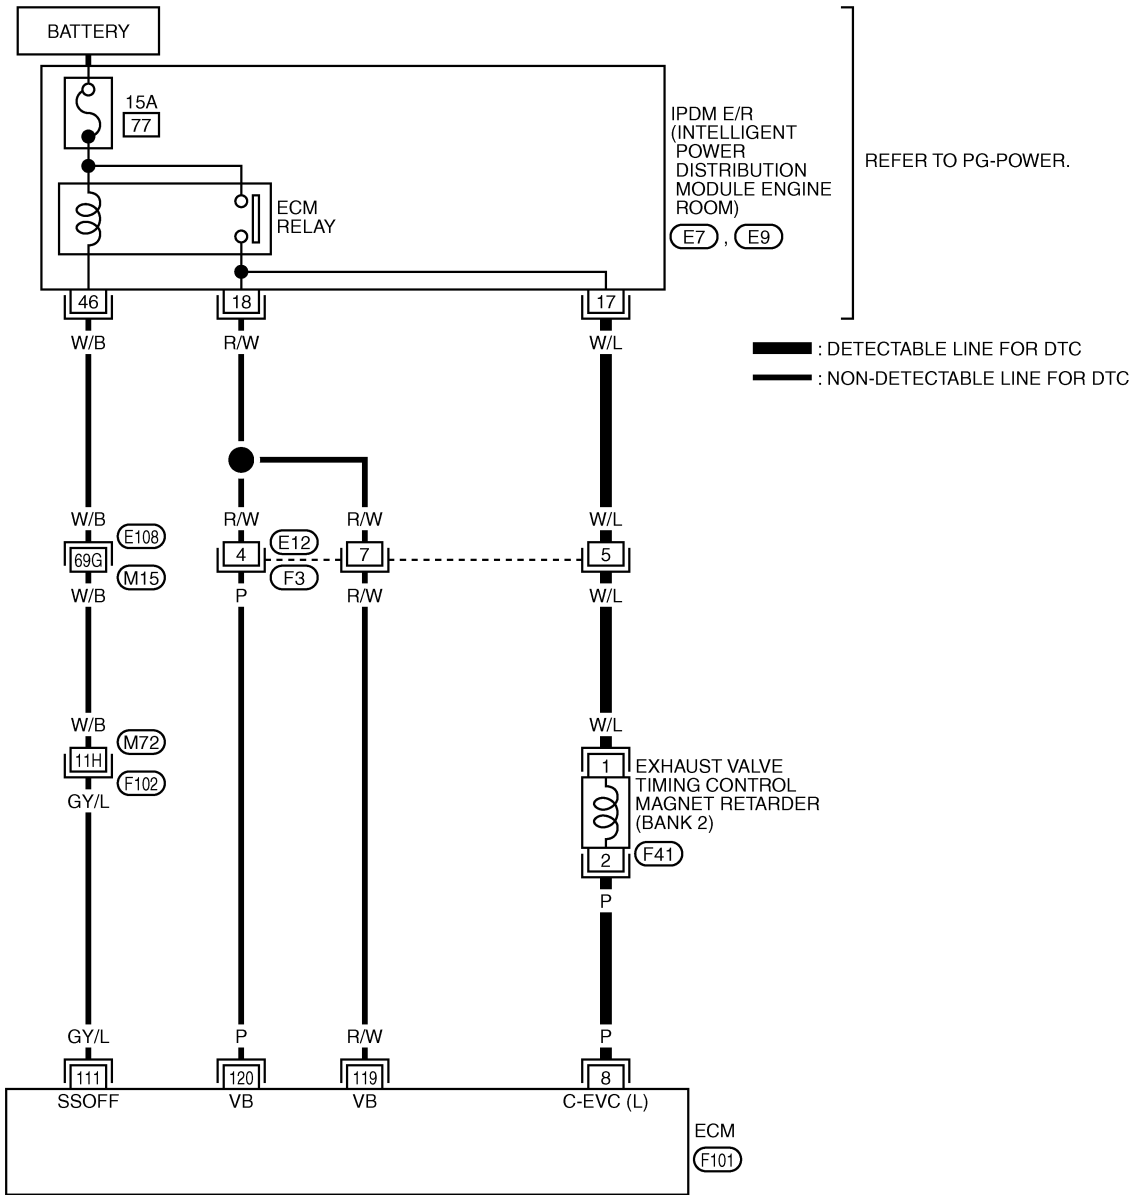 BATTERY
15A
77
ECM
RELAY
IPDM E/R
(INTELLIGENT
POWER
DISTRIBUTION
MODULE ENGINE
ROOM)
E7 , E9
REFER TO PG-POWER.
46 18 17
W/B R/W W/L
: DETECTABLE LINE FOR DTC
: NON-DETECTABLE LINE FOR DTC
W/B R/W R/W W/L
E108 E12
69G 4 7 5
M15 F3
W/B P R/W W/L
W/B W/L
M72
11H
F102
GY/L
1
EXHAUST VALVE
TIMING CONTROL
MAGNET RETARDER
(BANK 2)
2 F41
P
GY/L P R/W P
111 120 119 8
SSOFF VB VB C-EVC (L)
ECM
F101